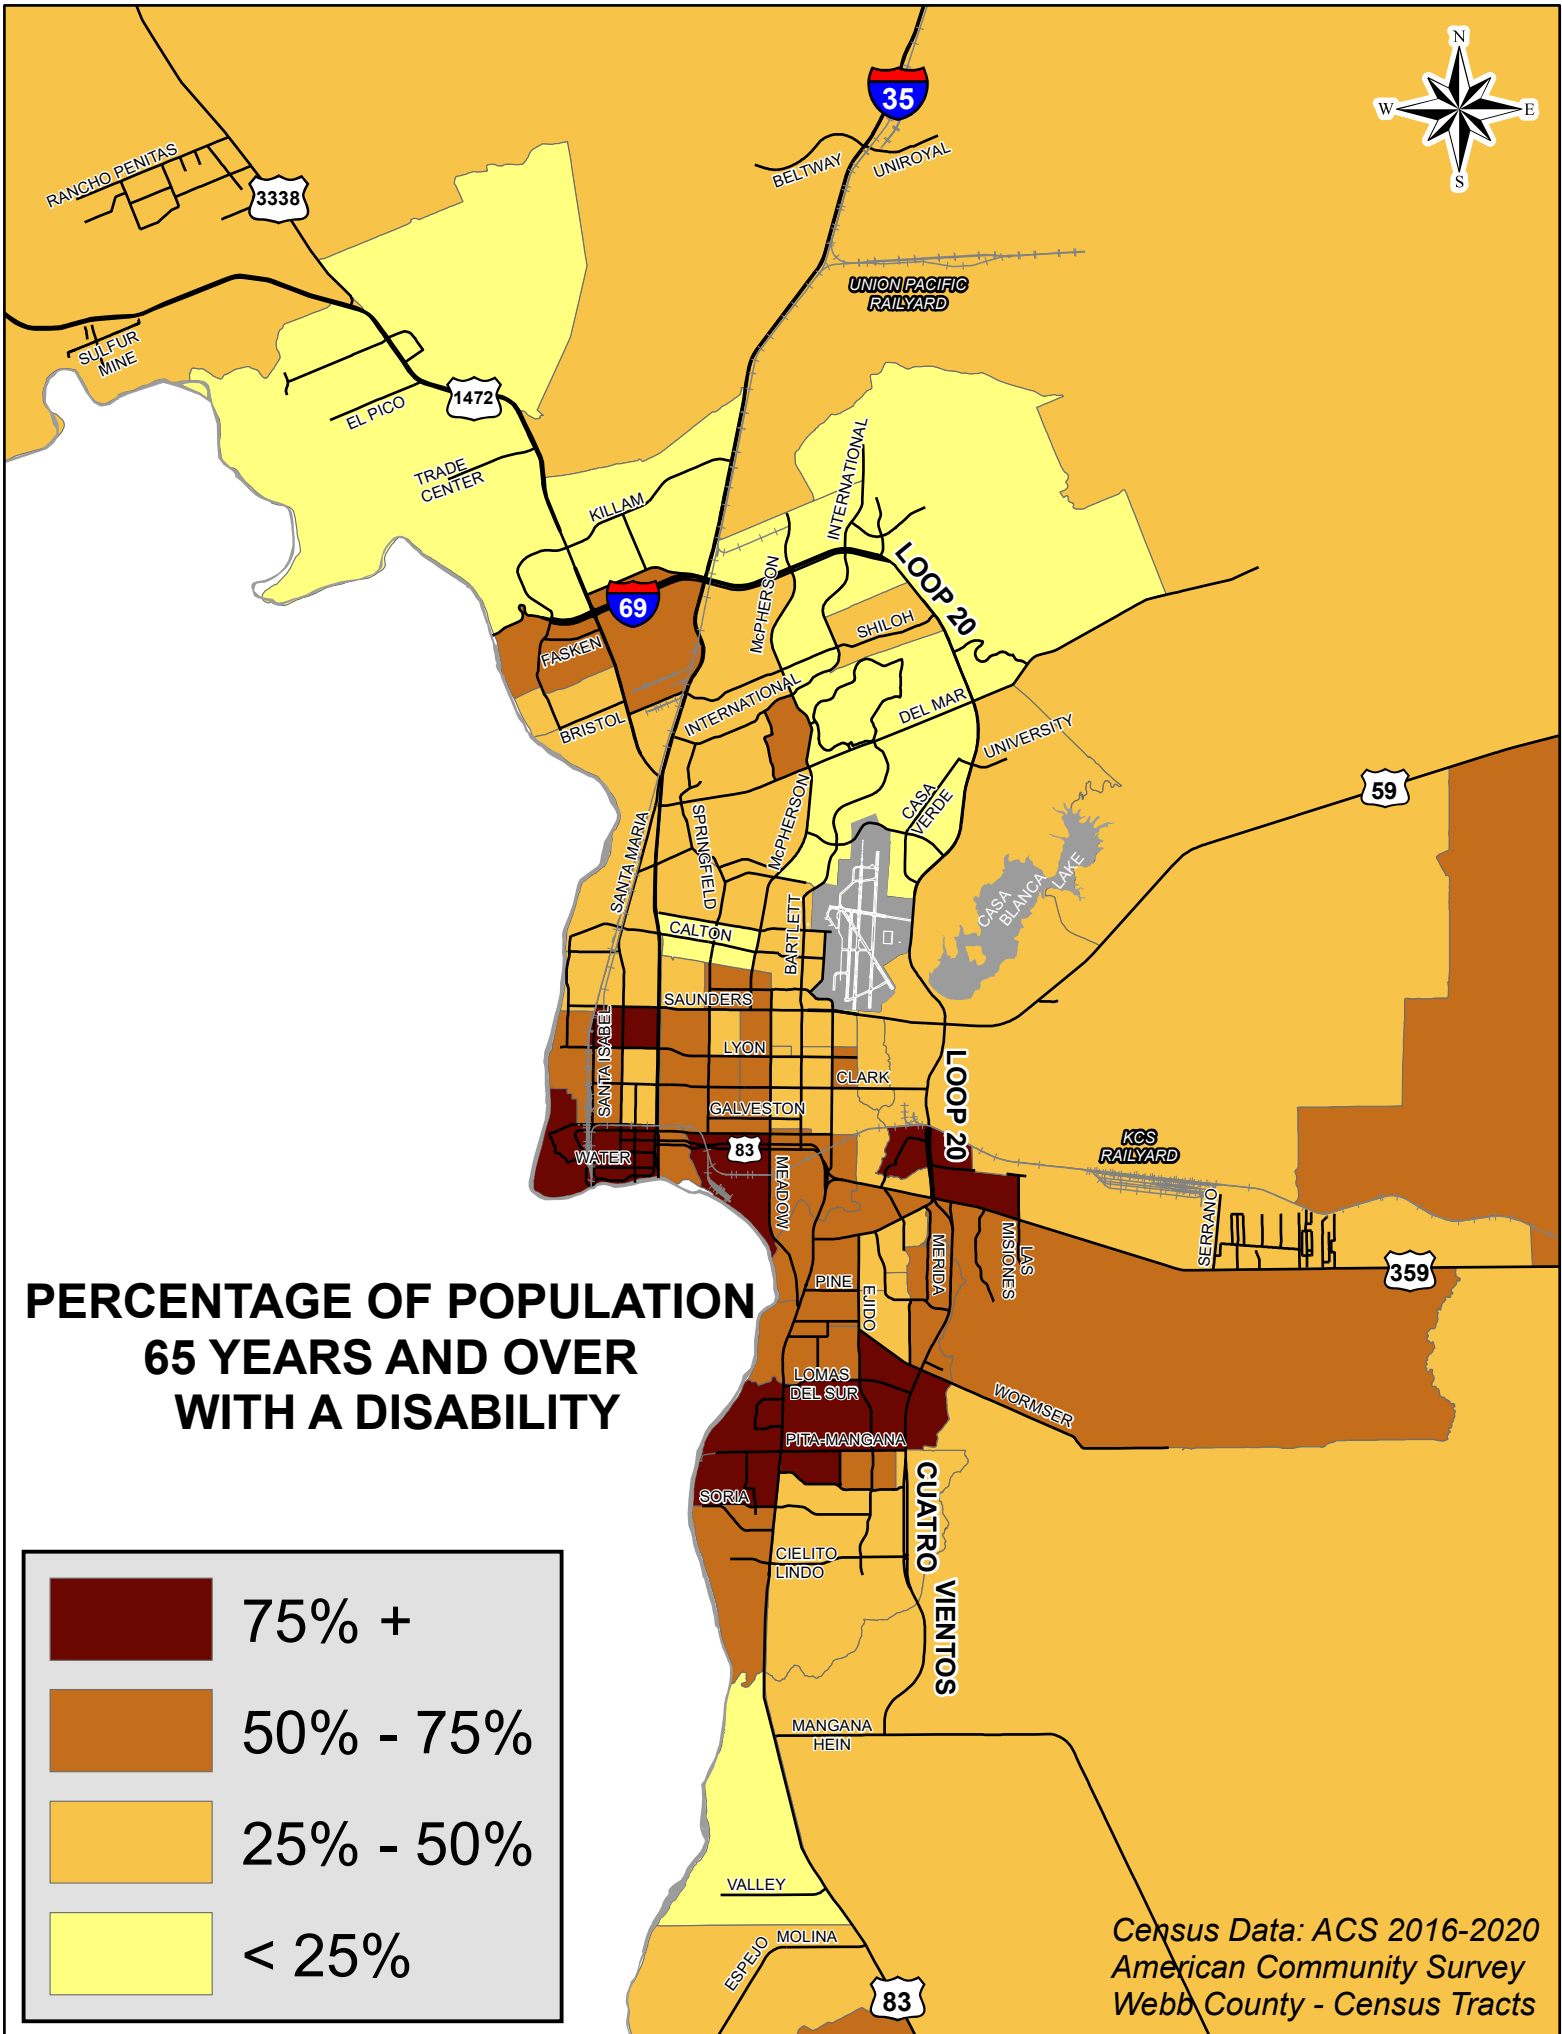 N
W
E
S
35
BELTWAY
UNIROYAL
RANCHO PENITAS
3338
UNION PACIFIC
RAILYARD
SULFUR
MINE
EL PICO
1472
TRADE
CENTER
KILLAM
INTERNATIONAL
LOOP 20
McPHERSON
69
SHILOH
FASKEN
INTERNATIONAL
BRISTOL
DEL MAR
UNIVERSITY
59
CASA
VERDE
McPHERSON
SPRINGFIELD
SANTA MARIA
CASA
BLANCA
LAKE
CALTON
BARTLETT
SAUNDERS
SANTA ISABEL
LYON
CLARK
LOOP 20
GALVESTON
83
WATER
KCS
RAILYARD
MEADOW
SERRANO
MERIDA
LAS
MISIONES
359
PINE
EJIDO
PERCENTAGE OF POPULATION
65 YEARS AND OVER
WITH A DISABILITY
LOMAS
DEL SUR
WORMSER
PITA-MANGANA
SORIA
CUATRO VIENTOS
CIELITO
LINDO
75% +
50% - 75%
25% - 50%
< 25%
MANGANA
HEIN
VALLEY
MOLINA
ESPEJO
83
Census Data: ACS 2016-2020
American Community Survey
Webb County - Census Tracts